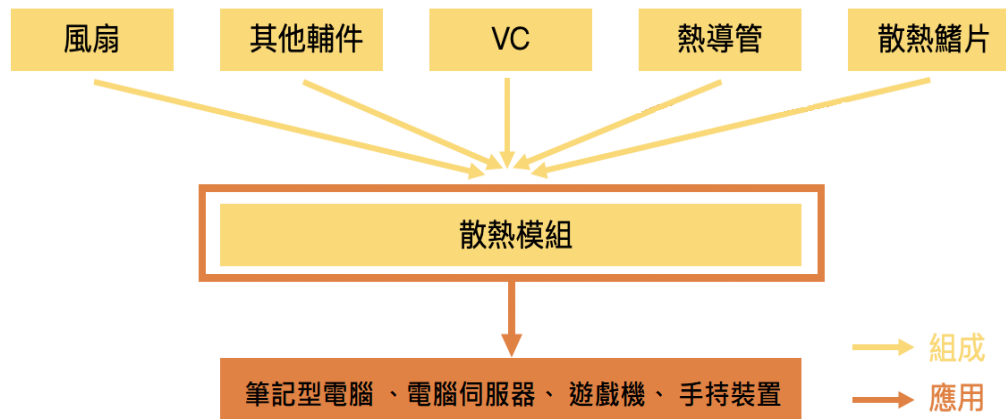 風扇
其他輔件
VC
熱導管
散熱鰭片
散熱模組
筆記型電腦 、電腦伺服器 、 遊戲機、 手持裝置
組成
應用